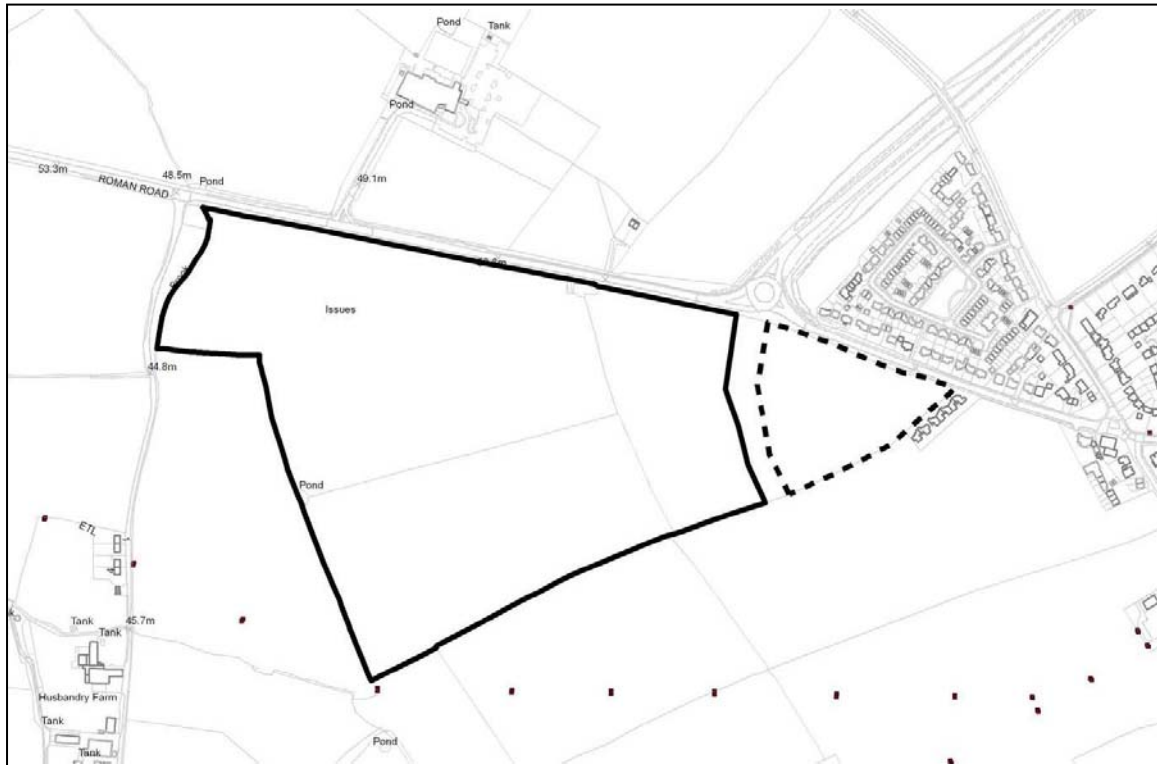 Pond
Tank
Pond
53.3m
48.5m
Pond
ROMAN ROAD
49.1m
Issues
44.8m
Pond
ETL
Tank
Tank
45.7m
Husbandry Farm
Tank
Tank
Pond